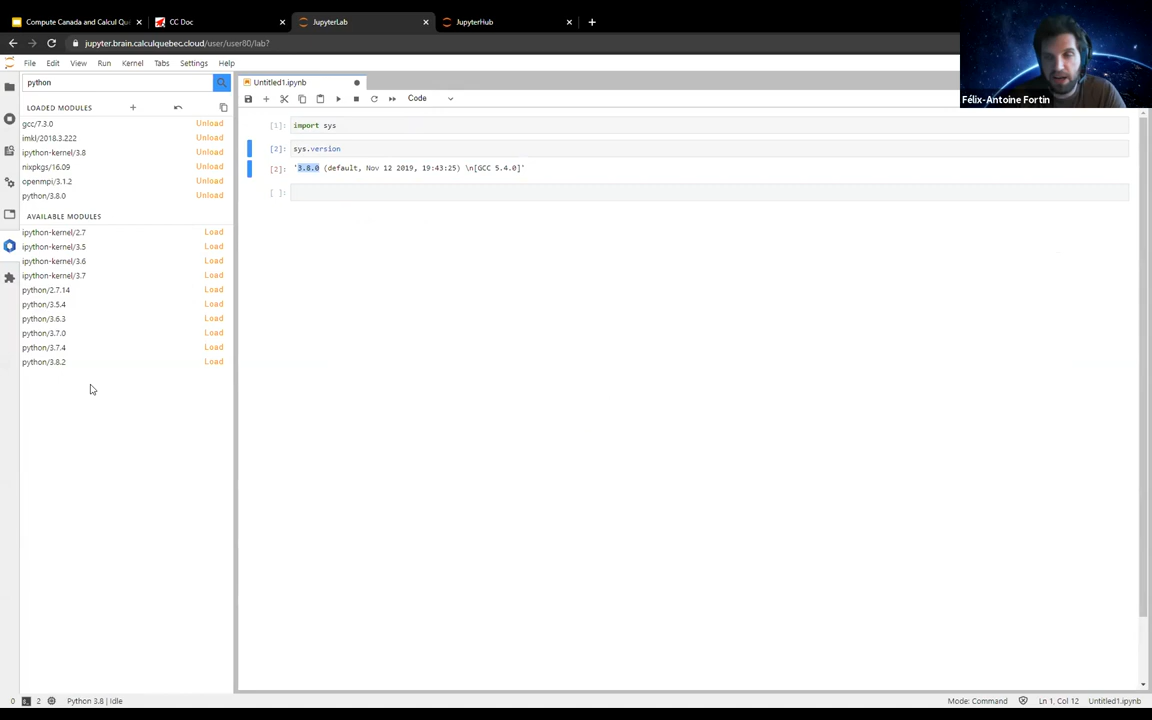 Compute Canada and Calcul Qu
CC Doc
JupyterLab
JupyterHub
jupyter.brain.calculquebec.cloud/user/user80/lab?
File Edit View Run Kernel Tabs Settings Help
python
LOADED MODULES
gcc/7.3.0 Unload
imkl/2018.3.222 Unload
ipython-kernel/3.8 Unload
nixpkgs/16.09 Unload
openmpi/3.1.2 Unload
python/3.8.0 Unload
AVAILABLE MODULES
ipython-kernel/2.7 Load
ipython-kernel/3.5 Load
ipython-kernel/3.6 Load
ipython-kernel/3.7 Load
python/2.7.14 Load
python/3.5.4 Load
python/3.6.3 Load
python/3.7.0 Load
python/3.7.4 Load
python/3.8.2 Load
Untitled1.ipynb
Code
[1]: import sys
[2]: sys.version
[2]: '3.8.0 (default, Nov 12 2019, 19:43:25) \n[GCC 5.4.0]'
[ ]:
Félix-Antoine Fortin
0 2 Python 3.8 | Idle
Mode: Command Ln 1, Col 12 Untitled1.ipynb